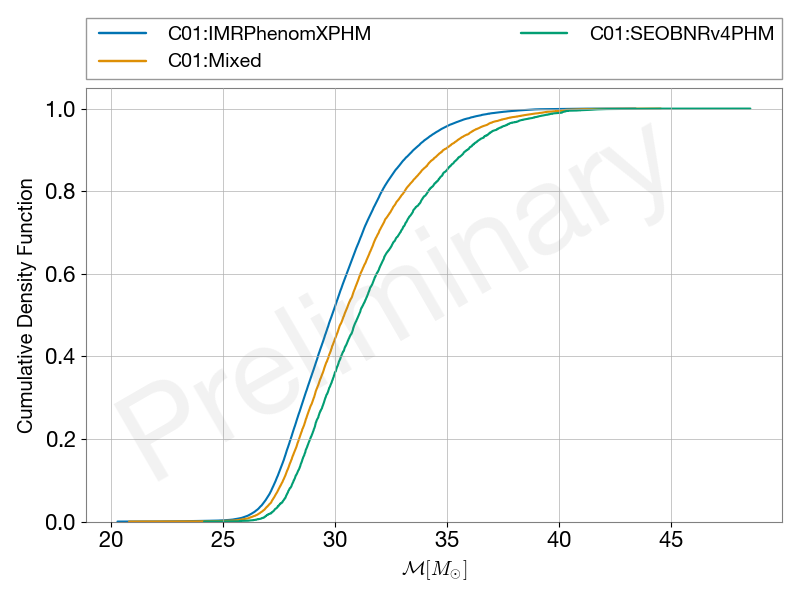 C01:IMRPhenomXPHM
C01:Mixed
C01:SEOBNRv4PHM
Preliminary
Cumulative Density Function
1.0
0.8
0.6
0.4
0.2
0.0
20 25 30 35 40 45
ℳ[M⊙]